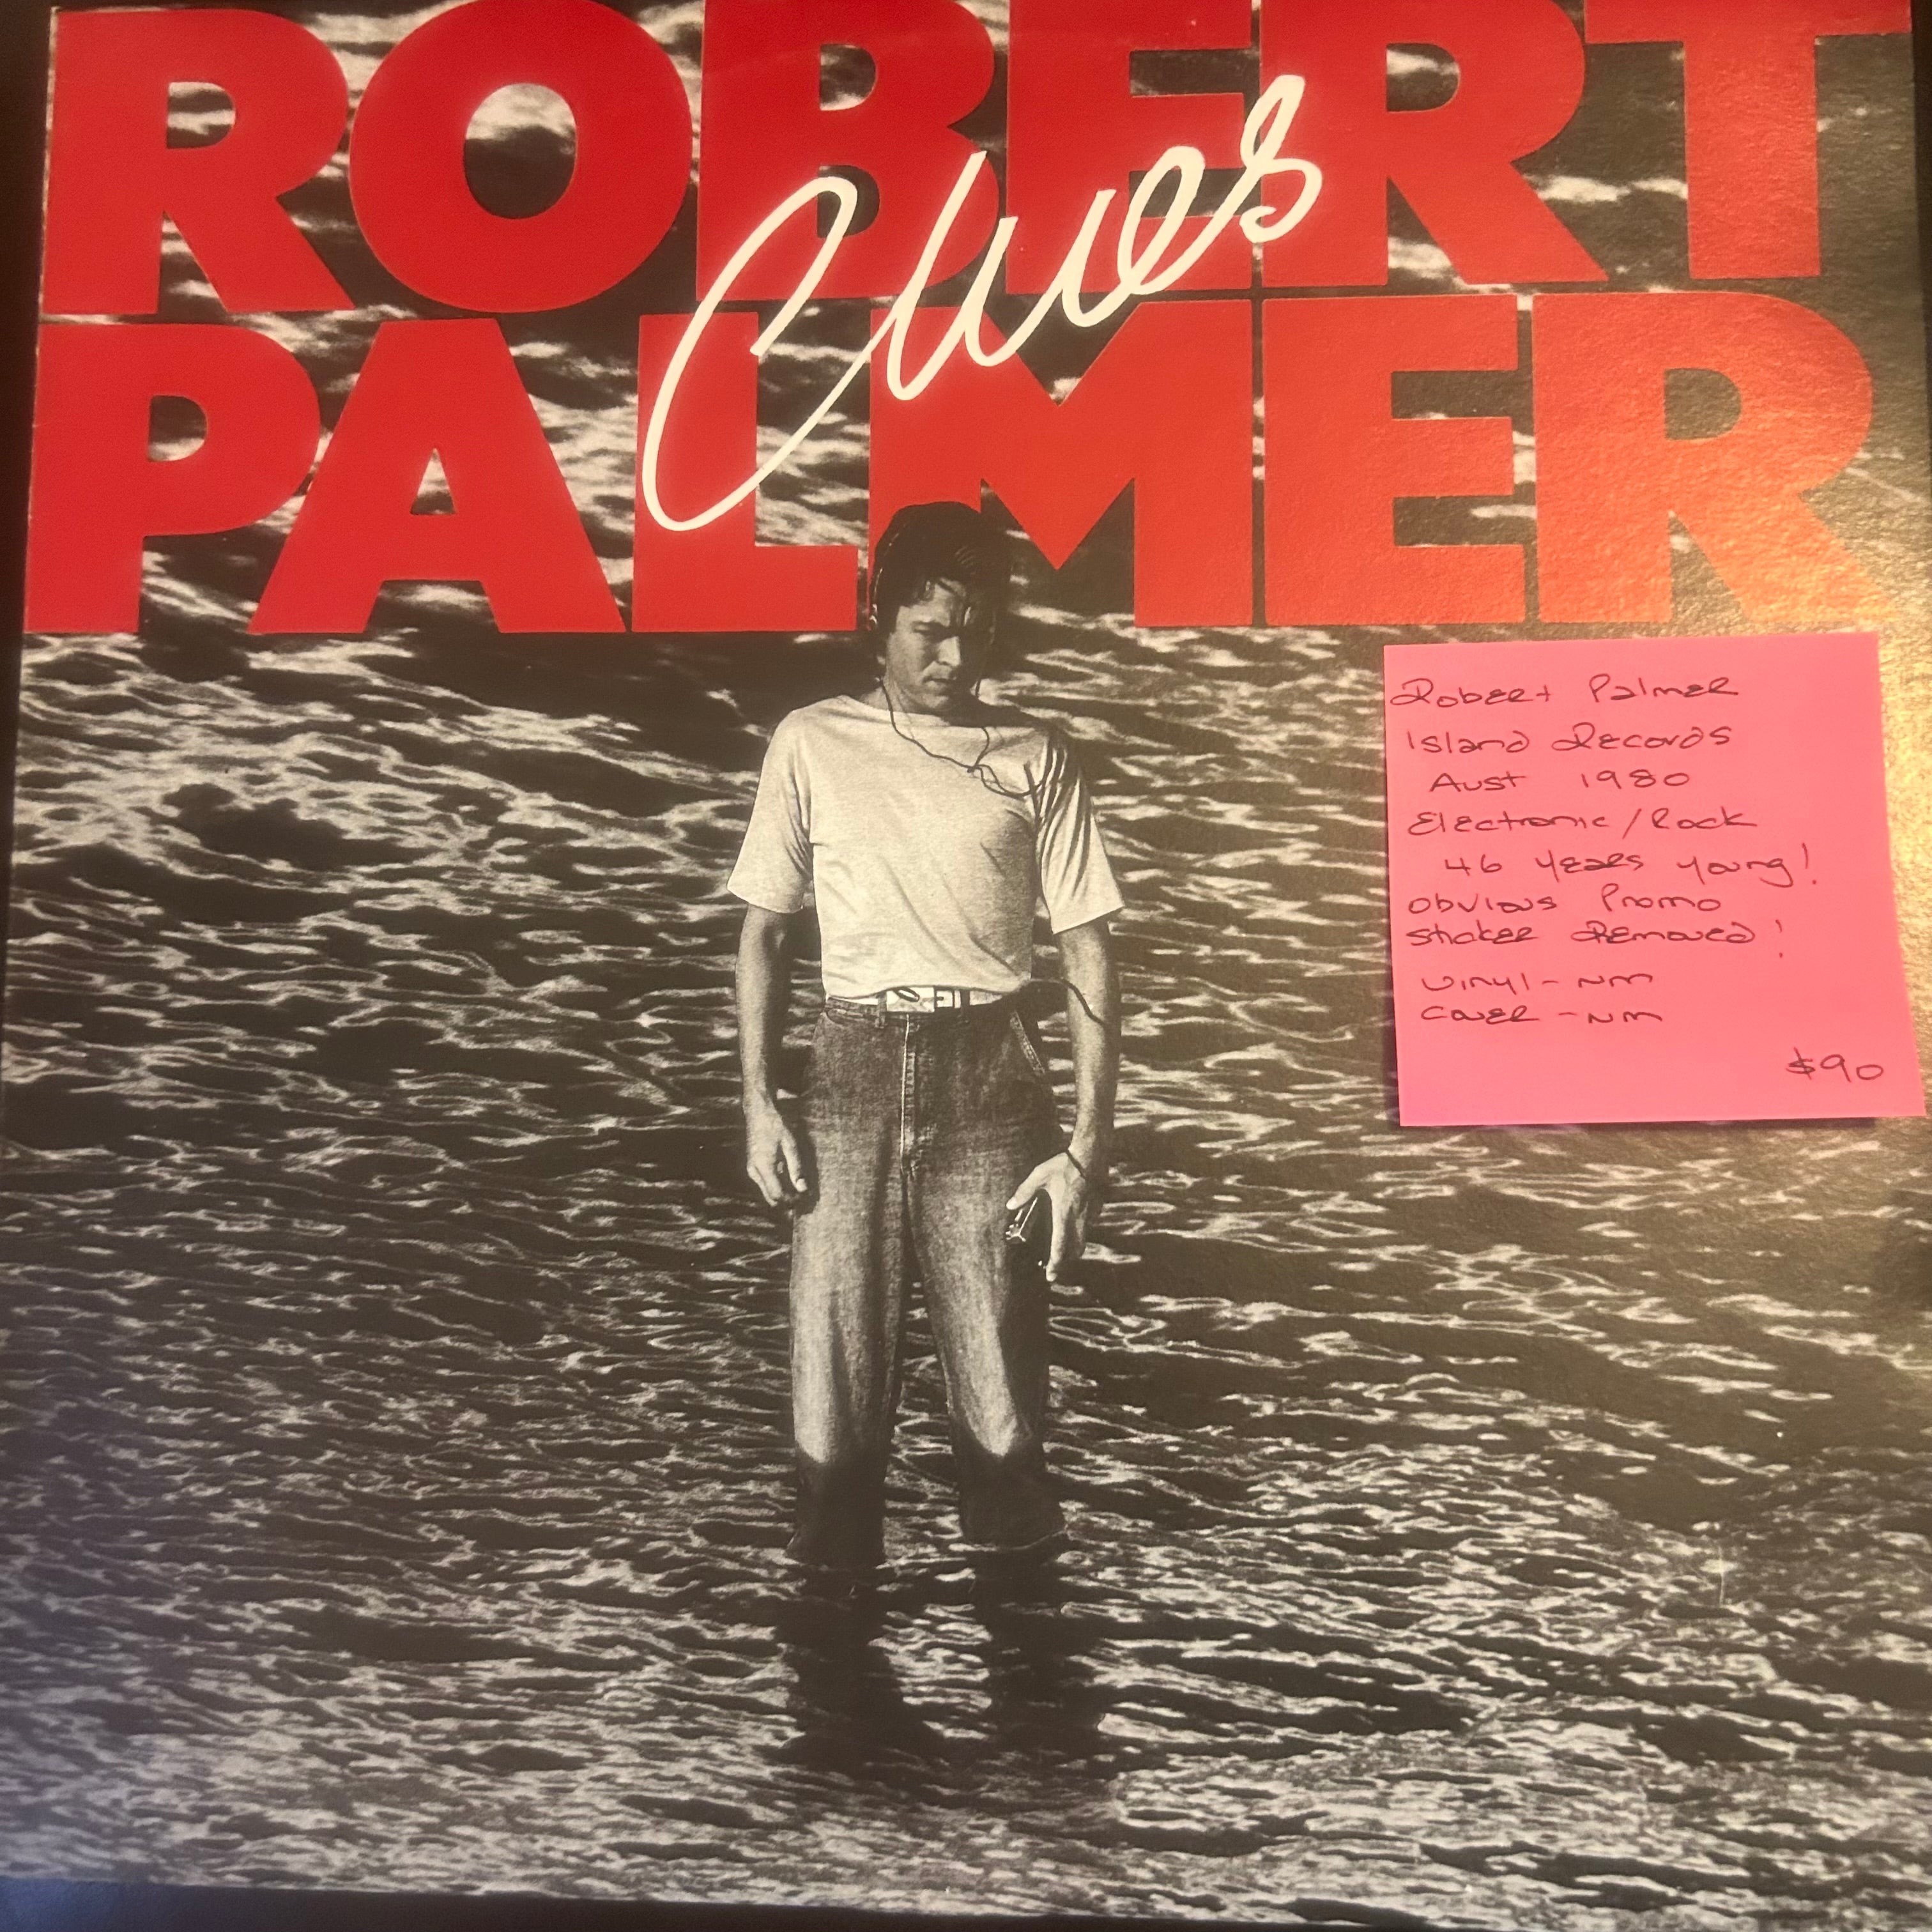 ROBERT
PALMER
Clues
Robert Palmer
Island Records
Aust 1980
Electronic/Rock
46 years young!
obvious Promo
sticker Removed!
vinyl - NM
cover - NM
$90